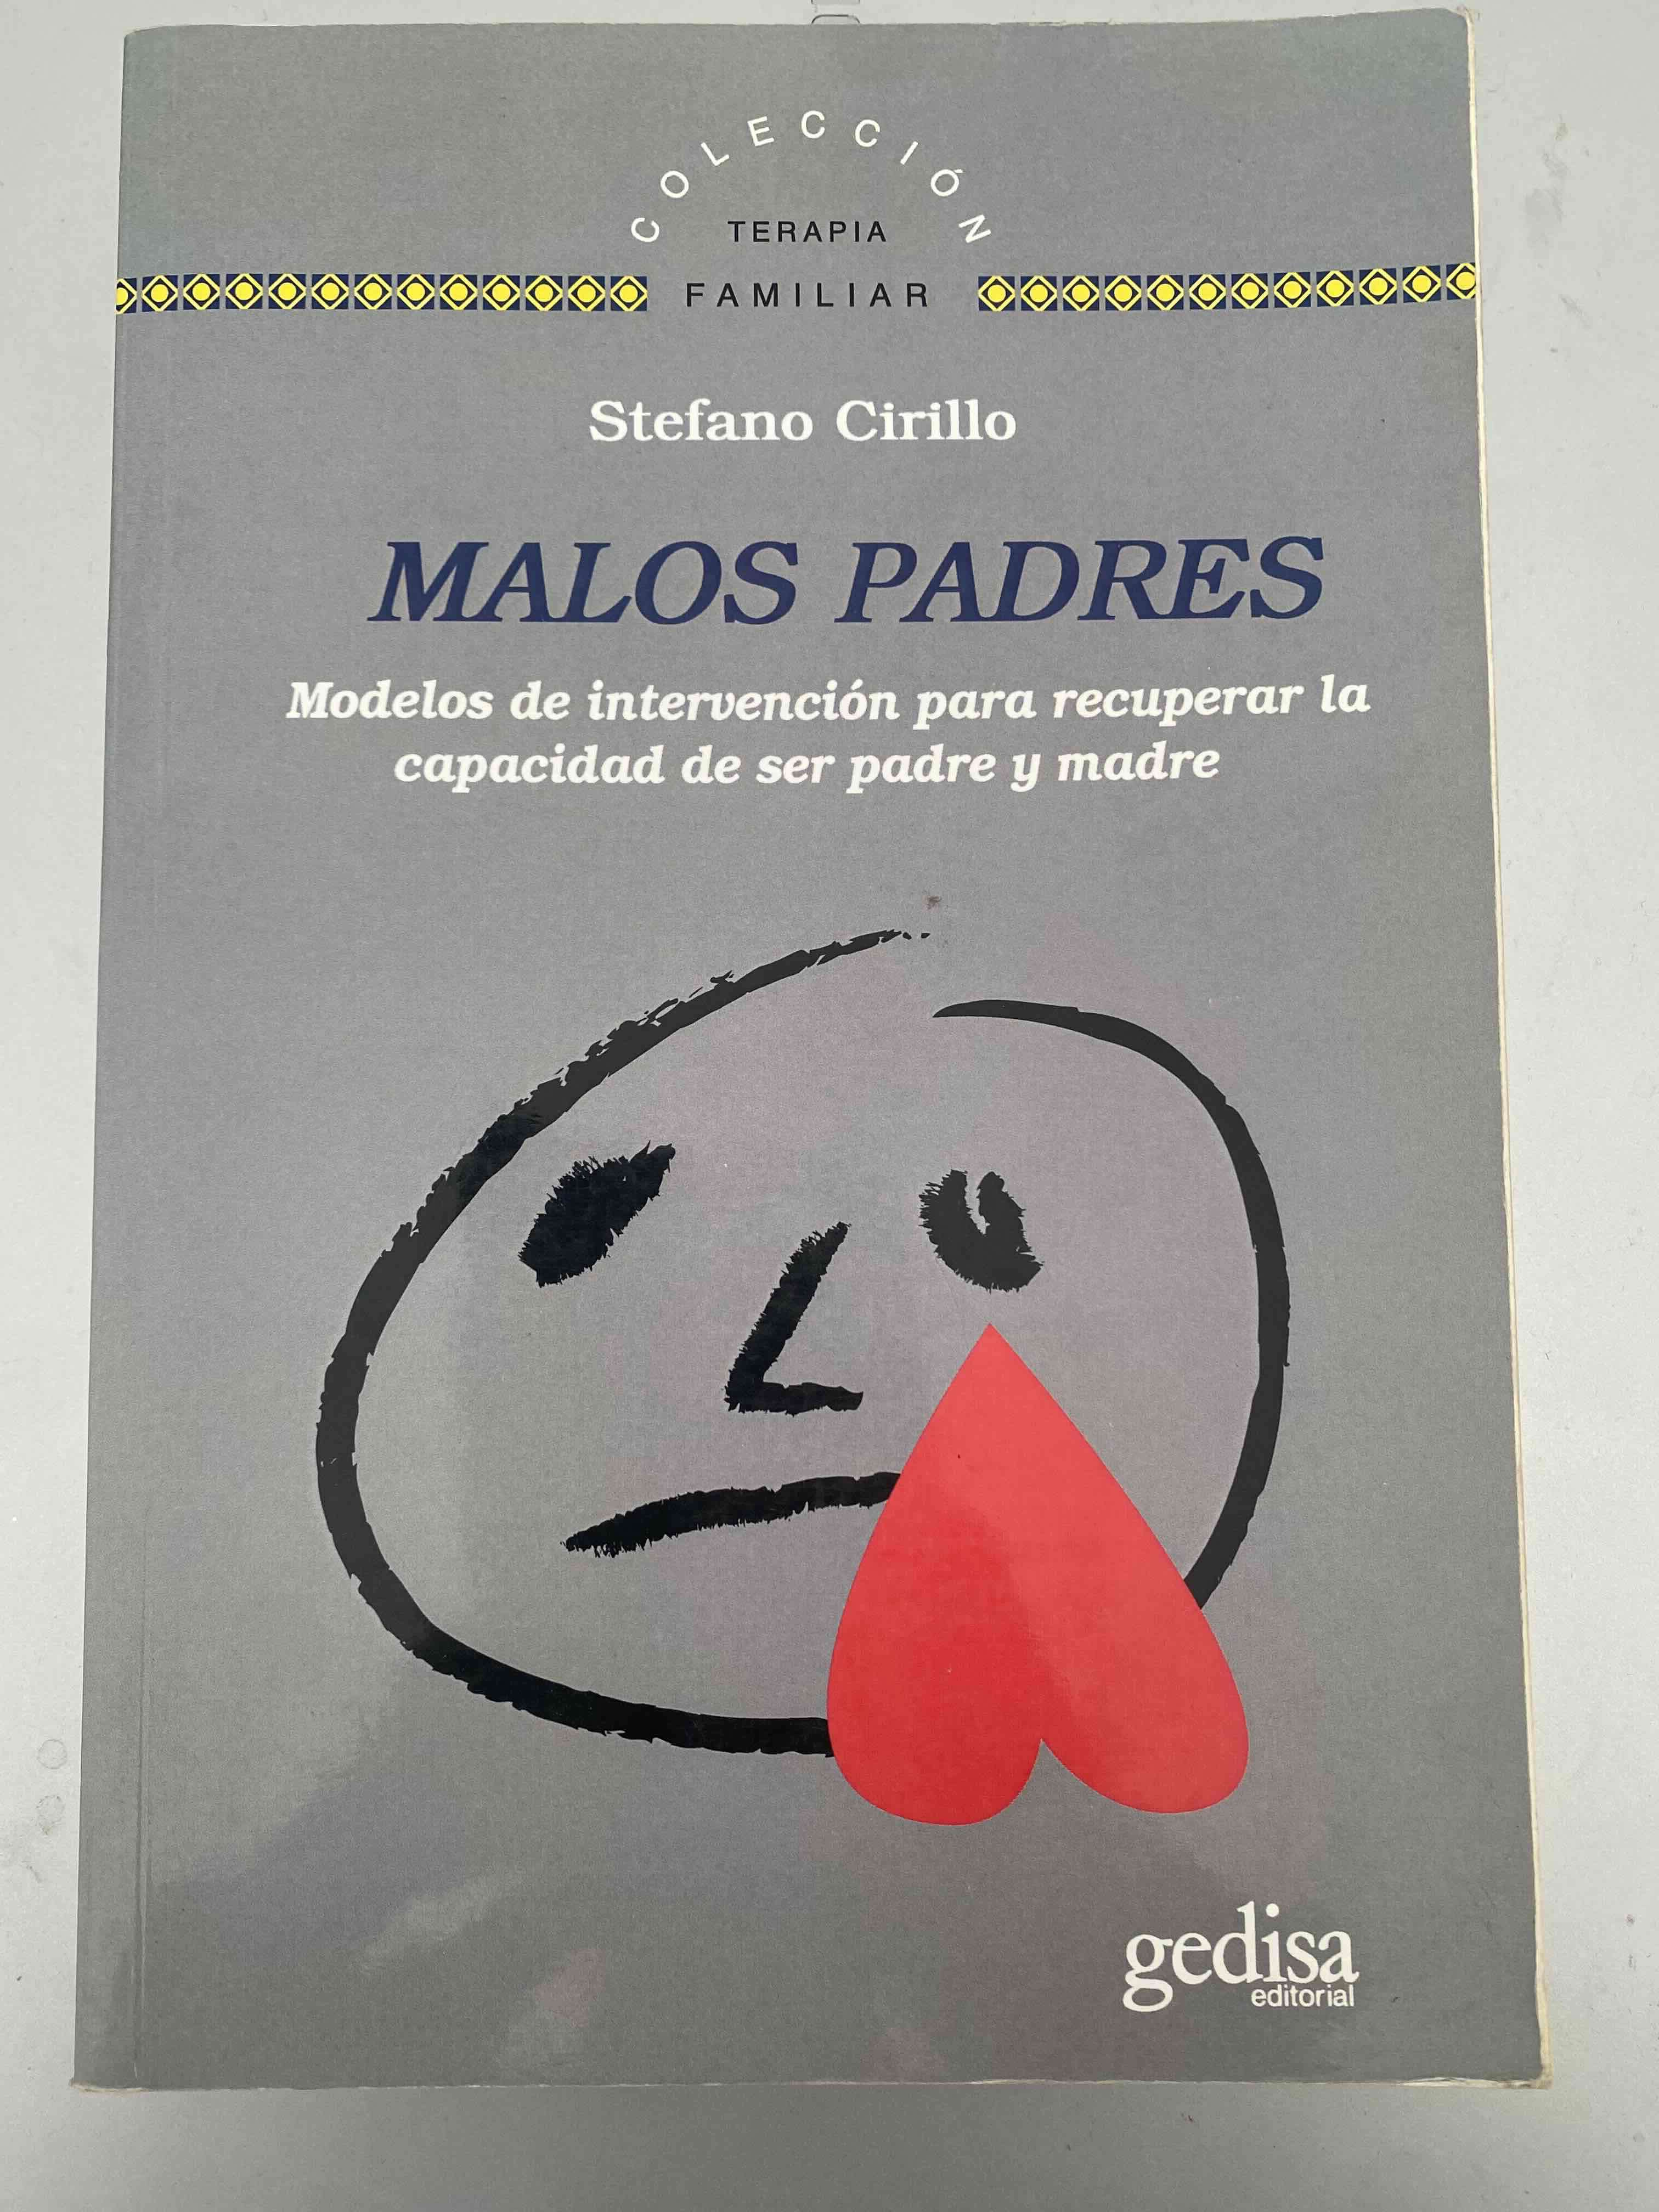 COLECCIÓN
TERAPIA
FAMILIAR
Stefano Cirillo
MALOS PADRES
Modelos de intervención para recuperar la
capacidad de ser padre y madre
gedisa
editorial